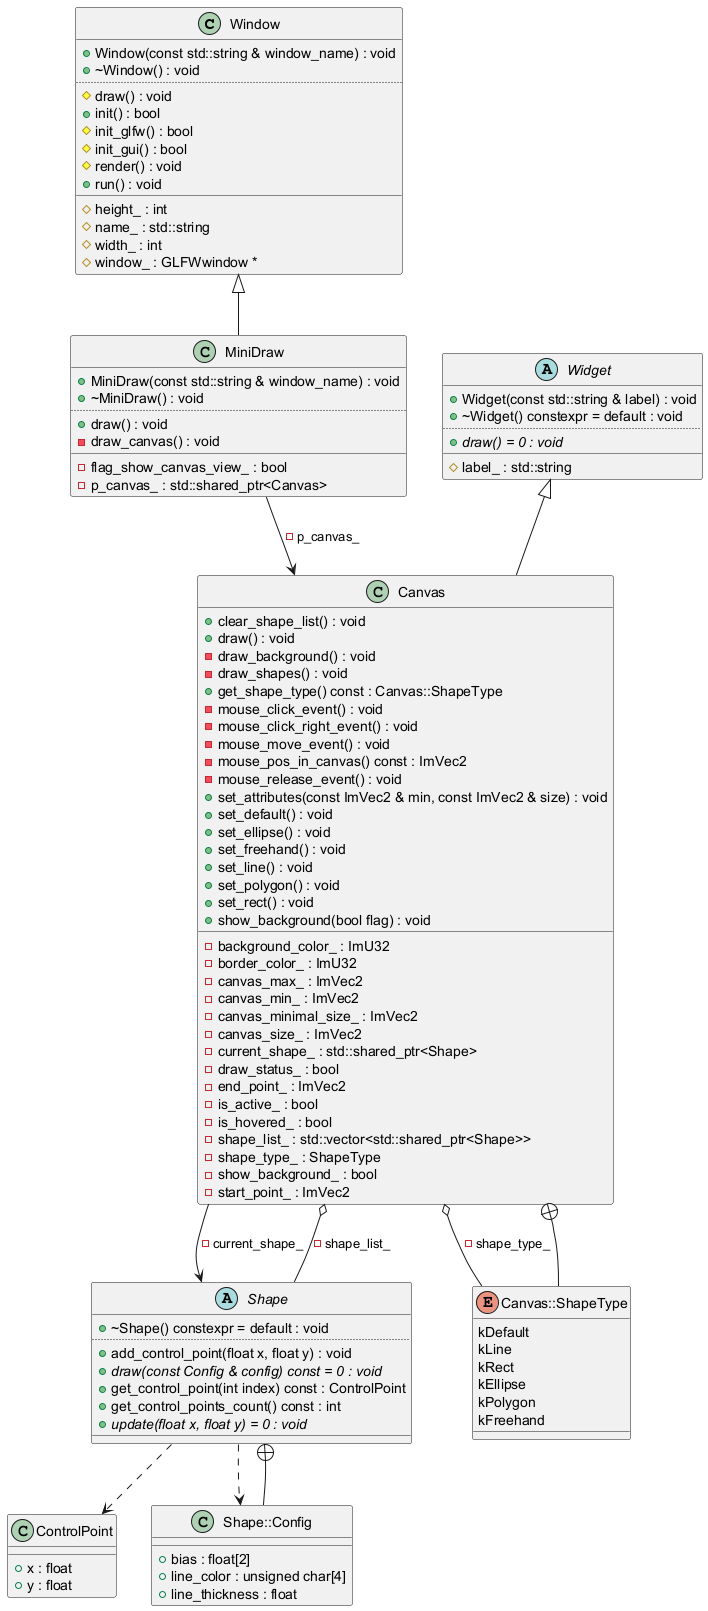 C Window
Window(const std::string & window_name) : void
~Window() : void
draw() : void
init() : bool
init_glfw() : bool
init_gui() : bool
render() : void
run() : void
height_ : int
name_ : std::string
width_ : int
window_ : GLFWwindow *
C MiniDraw
MiniDraw(const std::string & window_name) : void
~MiniDraw() : void
draw() : void
draw_canvas() : void
flag_show_canvas_view_ : bool
p_canvas_ : std::shared_ptr<Canvas>
A Widget
Widget(const std::string & label) : void
~Widget() constexpr = default : void
draw() = 0 : void
label_ : std::string
p_canvas_
C Canvas
clear_shape_list() : void
draw() : void
draw_background() : void
draw_shapes() : void
get_shape_type() const : Canvas::ShapeType
mouse_click_event() : void
mouse_click_right_event() : void
mouse_move_event() : void
mouse_pos_in_canvas() const : ImVec2
mouse_release_event() : void
set_attributes(const ImVec2 & min, const ImVec2 & size) : void
set_default() : void
set_ellipse() : void
set_freehand() : void
set_line() : void
set_polygon() : void
set_rect() : void
show_background(bool flag) : void
background_color_ : ImU32
border_color_ : ImU32
canvas_max_ : ImVec2
canvas_min_ : ImVec2
canvas_minimal_size_ : ImVec2
canvas_size_ : ImVec2
current_shape_ : std::shared_ptr<Shape>
draw_status_ : bool
end_point_ : ImVec2
is_active_ : bool
is_hovered_ : bool
shape_list_ : std::vector<std::shared_ptr<Shape>>
shape_type_ : ShapeType
show_background_ : bool
start_point_ : ImVec2
current_shape_
shape_list_
shape_type_
A Shape
~Shape() constexpr = default : void
add_control_point(float x, float y) : void
draw(const Config & config) const = 0 : void
get_control_point(int index) const : ControlPoint
get_control_points_count() const : int
update(float x, float y) = 0 : void
E Canvas::ShapeType
kDefault
kLine
kRect
kEllipse
kPolygon
kFreehand
C ControlPoint
x : float
y : float
C Shape::Config
bias : float[2]
line_color : unsigned char[4]
line_thickness : float